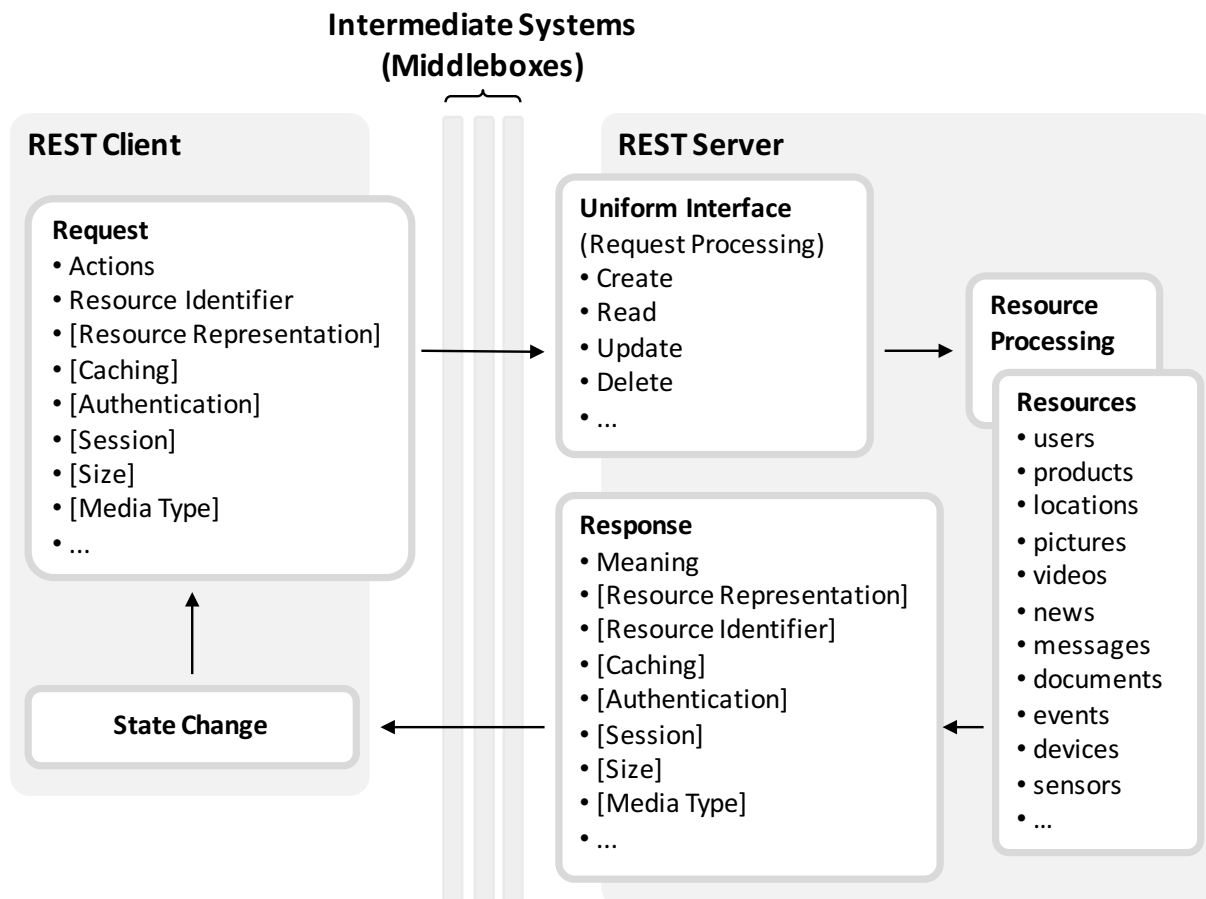 Intermediate Systems
(Middleboxes)
REST Client
Request
• Actions
• Resource Identifier
• [Resource Representation]
• [Caching]
• [Authentication]
• [Session]
• [Size]
• [Media Type]
• ...
State Change
REST Server
Uniform Interface
(Request Processing)
• Create
• Read
• Update
• Delete
• ...
Resource
Processing
Resources
• users
• products
• locations
• pictures
• videos
• news
• messages
• documents
• events
• devices
• sensors
• ...
Response
• Meaning
• [Resource Representation]
• [Resource Identifier]
• [Caching]
• [Authentication]
• [Session]
• [Size]
• [Media Type]
• ...